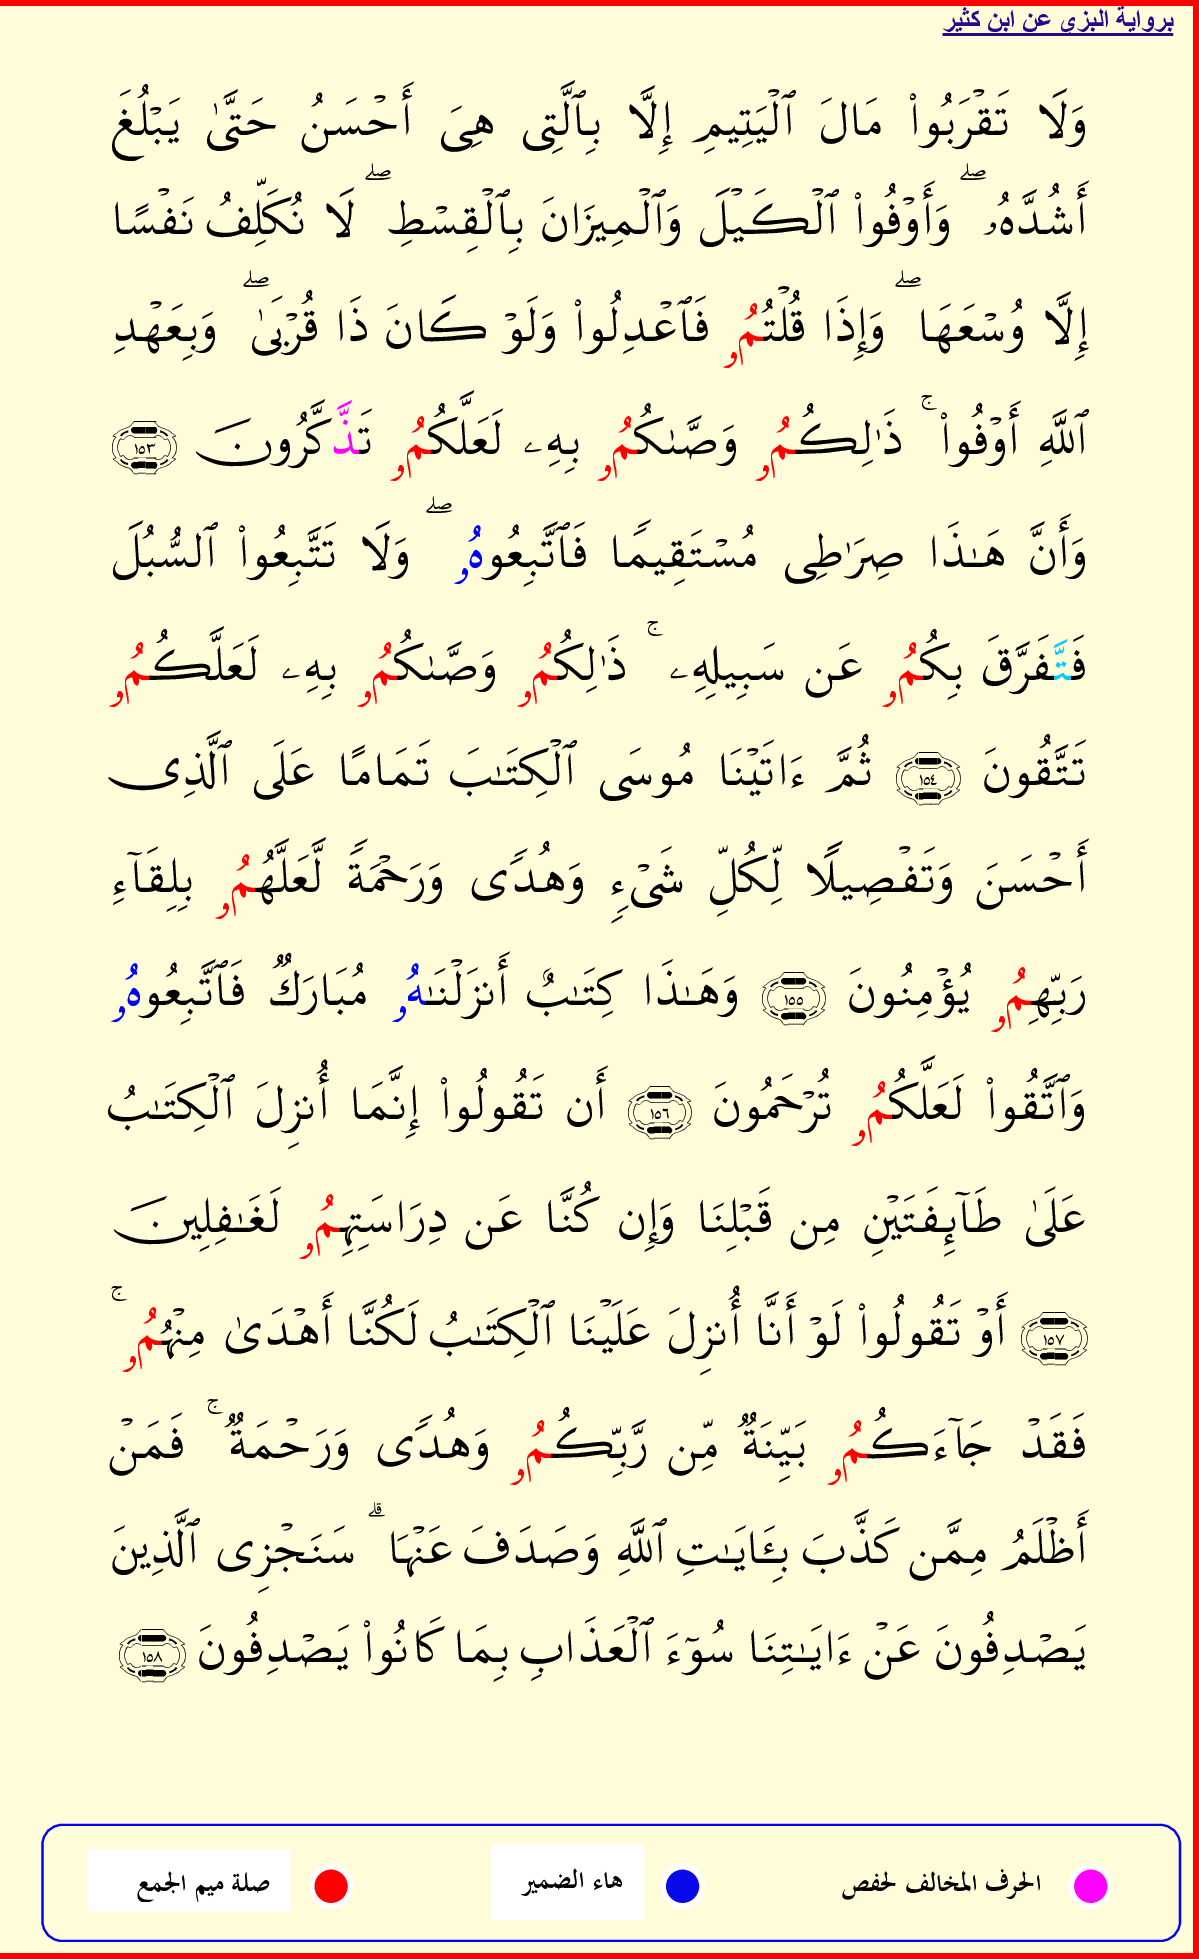 برواية البزي عن ابن كثير
وَلَا تَقۡرَبُواْ مَالَ ٱلۡيَتِيمِ إِلَّا بِٱلَّتِى هِىَ أَحۡسَنُ حَتَّىٰ يَبۡلُغَ
أَشُدَّهُۥۖ وَأَوۡفُواْ ٱلۡكَيۡلَ وَٱلۡمِيزَانَ بِٱلۡقِسۡطِۖ لَا نُكَلِّفُ نَفۡسًا
إِلَّا وُسۡعَهَاۖ وَإِذَا قُلۡتُمُۥ فَٱعۡدِلُواْ وَلَوۡ كَانَ ذَا قُرۡبَىٰۖ وَبِعَهۡدِ
ٱللَّهِ أَوۡفُواْۚ ذَٰلِكُمُۥ وَصَّىٰكُمُۥ بِهِۦ لَعَلَّكُمُۥ تَذَّكَّرُونَ ١٥٣
وَأَنَّ هَـٰذَا صِرَٰطِى مُسۡتَقِيمًا فَٱتَّبِعُوهُۥۖ وَلَا تَتَّبِعُواْ ٱلسُّبُلَ
فَتَّفَرَّقَ بِكُمُۥ عَن سَبِيلِهِۦۚ ذَٰلِكُمُۥ وَصَّىٰكُمُۥ بِهِۦ لَعَلَّكُمُۥ
تَتَّقُونَ ١٥٤ ثُمَّ ءَاتَيۡنَا مُوسَى ٱلۡكِتَـٰبَ تَمَامًا عَلَى ٱلَّذِى
أَحۡسَنَ وَتَفۡصِيلًا لِّكُلِّ شَىۡءٍ وَهُدًى وَرَحۡمَةً لَّعَلَّهُمُۥ بِلِقَآءِ
رَبِّهِمُۥ يُؤۡمِنُونَ ١٥٥ وَهَـٰذَا كِتَـٰبٌ أَنزَلۡنَـٰهُۥ مُبَارَكٌ فَٱتَّبِعُوهُۥ
وَٱتَّقُواْ لَعَلَّكُمُۥ تُرۡحَمُونَ ١٥٦ أَن تَقُولُواْ إِنَّمَا أُنزِلَ ٱلۡكِتَـٰبُ
عَلَىٰ طَآئِفَتَيۡنِ مِن قَبۡلِنَا وَإِن كُنَّا عَن دِرَاسَتِهِمُۥ لَغَـٰفِلِينَ
١٥٧ أَوۡ تَقُولُواْ لَوۡ أَنَّا أُنزِلَ عَلَيۡنَا ٱلۡكِتَـٰبُ لَكُنَّا أَهۡدَىٰ مِنۡهُمُۥۚ
فَقَدۡ جَآءَكُمُۥ بَيِّنَةٌ مِّن رَّبِّكُمُۥ وَهُدًى وَرَحۡمَةٌۚ فَمَنۡ
أَظۡلَمُ مِمَّن كَذَّبَ بِـَٔايَـٰتِ ٱللَّهِ وَصَدَفَ عَنۡهَاۗ سَنَجۡزِى ٱلَّذِينَ
يَصۡدِفُونَ عَنۡ ءَايَـٰتِنَا سُوٓءَ ٱلۡعَذَابِ بِمَا كَانُواْ يَصۡدِفُونَ ١٥٨
الحرف المخالف لحفص هاء الضمير صلة ميم الجمع